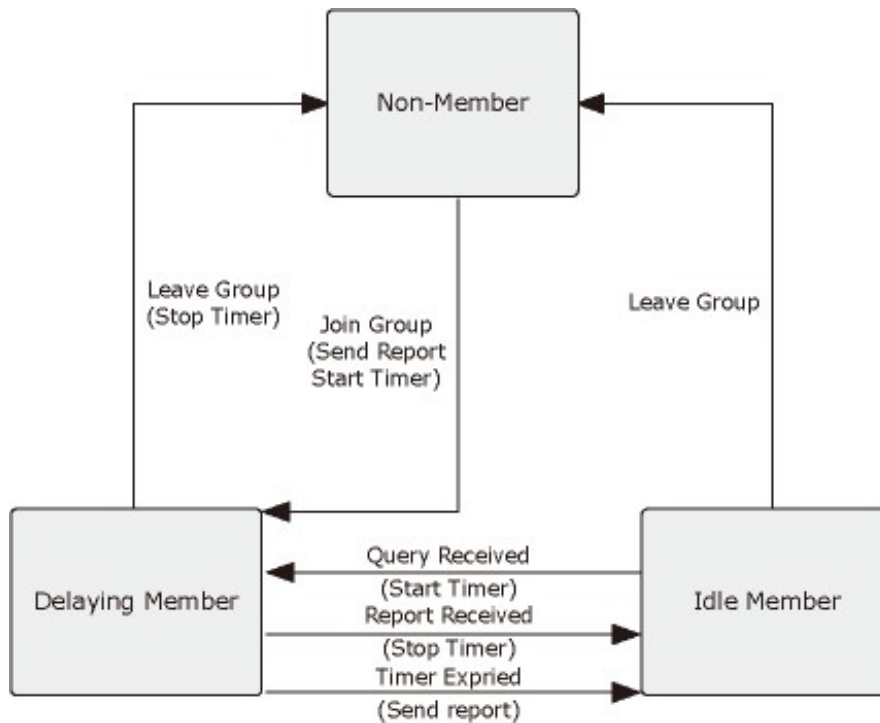 Non-Member
Leave Group
(Stop Timer)
Join Group
(Send Report
Start Timer)
Leave Group
Delaying Member
Query Received
(Start Timer)
Report Received
(Stop Timer)
Timer Expried
(Send report)
Idle Member